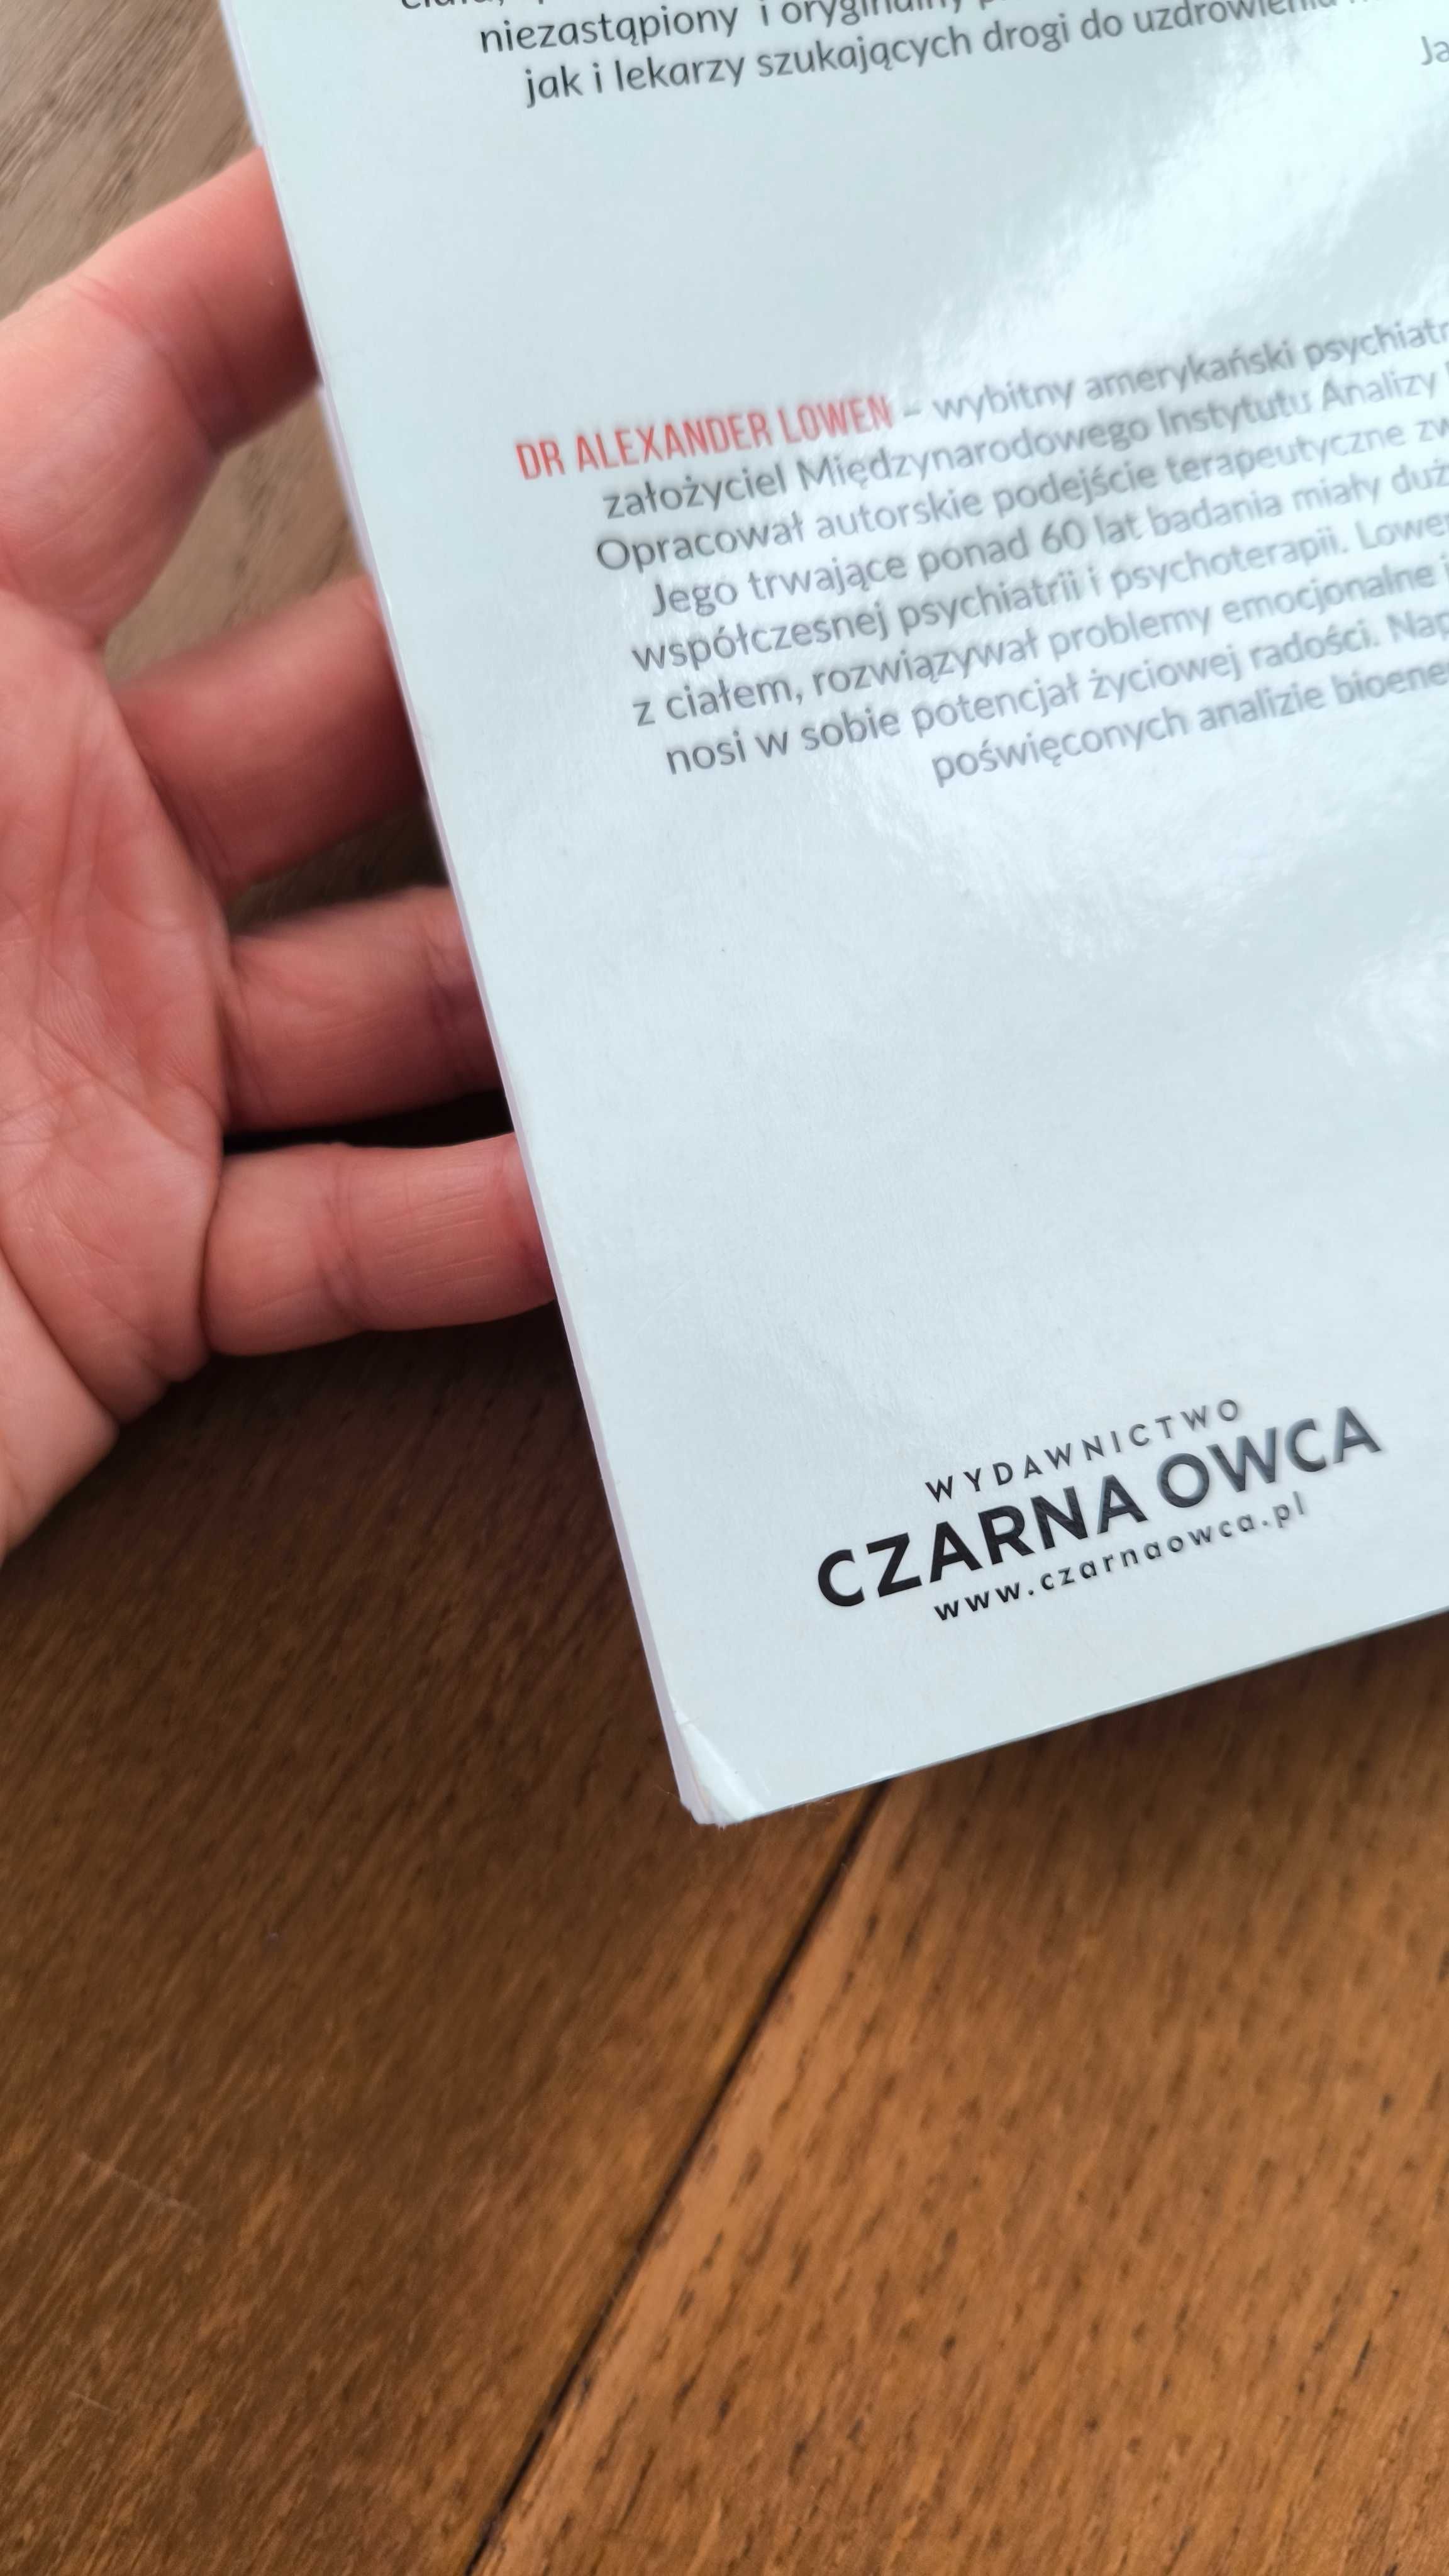 niezastąpiony i oryginalny
jak i lekarzy szukających drogi do uzdrowienia
DR ALEXANDER LOWEN – wybitny amerykański psychiatr
założyciel Międzynarodowego Instytutu Analizy
Opracował autorskie podejście terapeutyczne
Jego trwające ponad 60 lat badania miały
współczesnej psychiatrii i psychoterapii.
z ciałem, rozwiązywał problemy emocjonalne i
nosi w sobie potencjał życiowej radości.
poświęconych analizie
WYDAWNICTWO
CZARNA OWCA
www.czarnaowca.pl